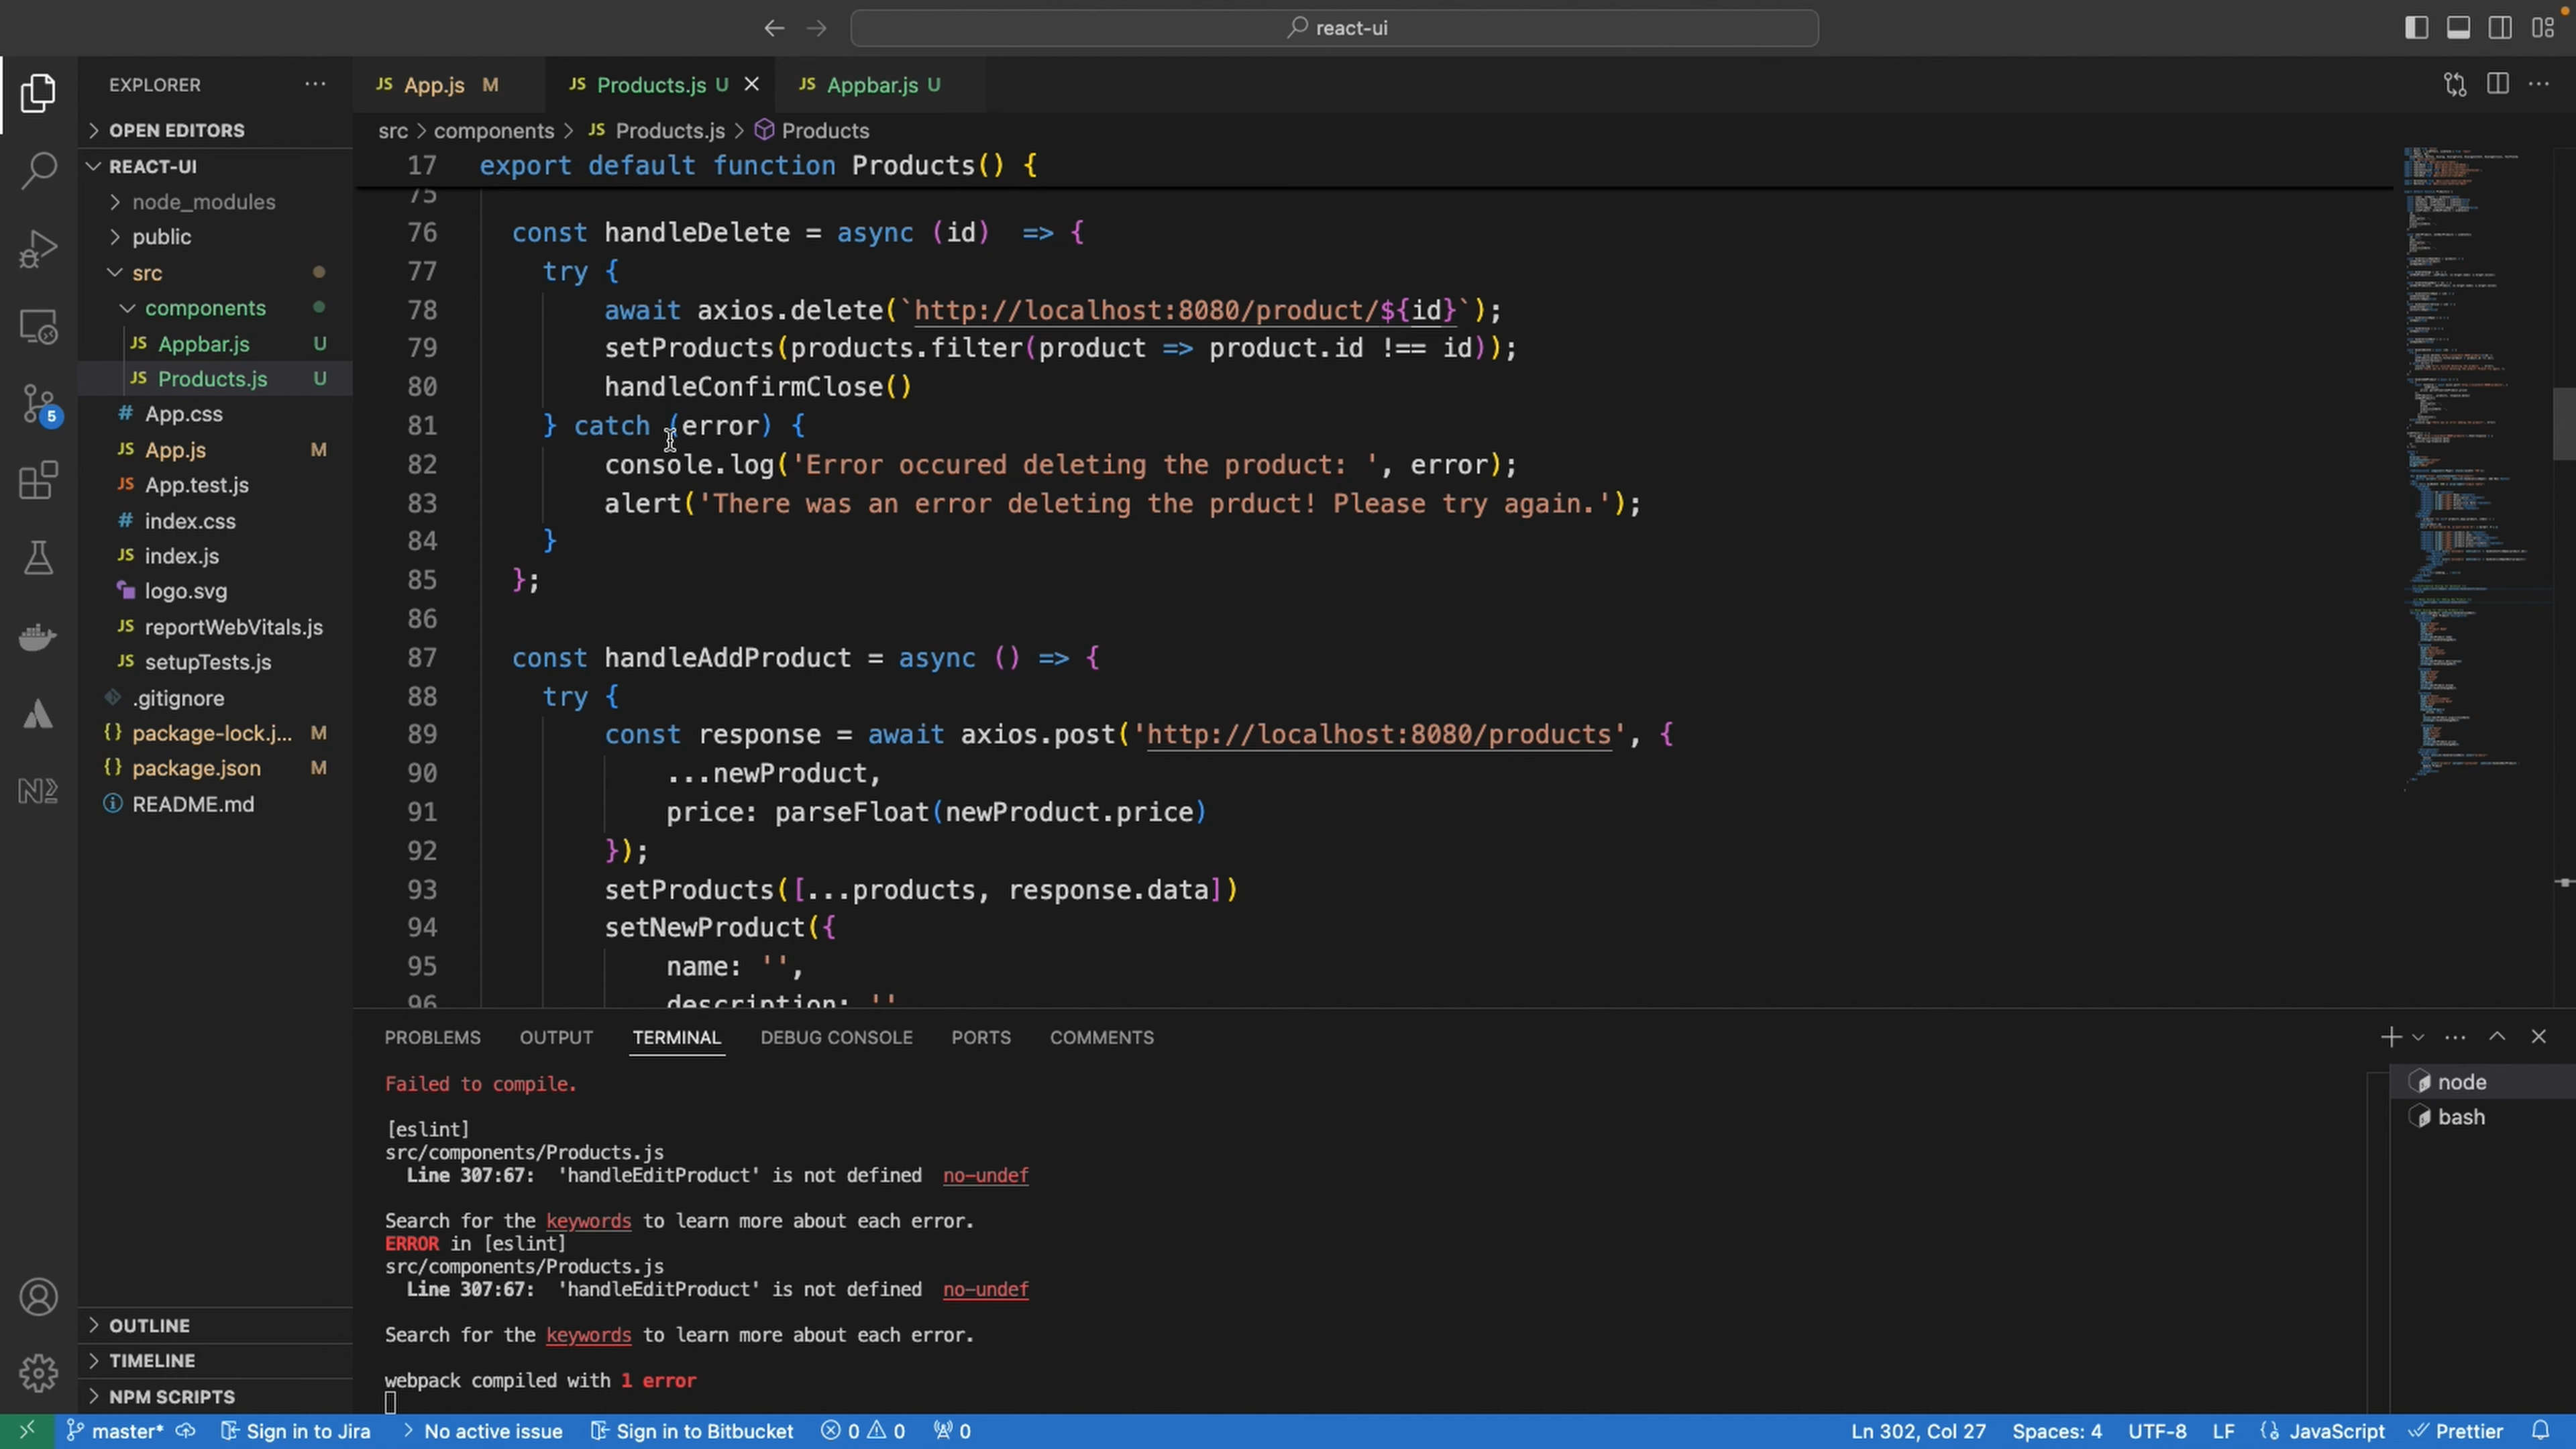 react-ui
EXPLORER
OPEN EDITORS
REACT-UI
node_modules
public
src
components
JS Appbar.js U
JS Products.js U
# App.css
JS App.js M
JS App.test.js
# index.css
JS index.js
logo.svg
JS reportWebVitals.js
JS setupTests.js
.gitignore
{} package-lock.j... M
{} package.json M
README.md
OUTLINE
TIMELINE
NPM SCRIPTS
5
JS App.js M
JS Products.js U
JS Appbar.js U
src > components > JS Products.js > Products
17 export default function Products() {
75
76 const handleDelete = async (id)  => {
77 try {
78 await axios.delete(`http://localhost:8080/product/${id}`);
79 setProducts(products.filter(product => product.id !== id));
80 handleConfirmClose()
81 } catch (error) {
82 console.log('Error occured deleting the product: ', error);
83 alert('There was an error deleting the prduct! Please try again.');
84 }
85 };
86
87 const handleAddProduct = async () => {
88 try {
89 const response = await axios.post('http://localhost:8080/products', {
90 ...newProduct,
91 price: parseFloat(newProduct.price)
92 });
93 setProducts([...products, response.data])
94 setNewProduct({
95 name: '',
96 description: ''
PROBLEMS OUTPUT TERMINAL DEBUG CONSOLE PORTS COMMENTS
Failed to compile.
[eslint]
src/components/Products.js
Line 307:67:  'handleEditProduct' is not defined  no-undef
Search for the keywords to learn more about each error.
ERROR in [eslint]
src/components/Products.js
Line 307:67:  'handleEditProduct' is not defined  no-undef
Search for the keywords to learn more about each error.
webpack compiled with 1 error
node
bash
master* Sign in to Jira > No active issue Sign in to Bitbucket 0 0 0 Ln 302, Col 27 Spaces: 4 UTF-8 LF JavaScript Prettier